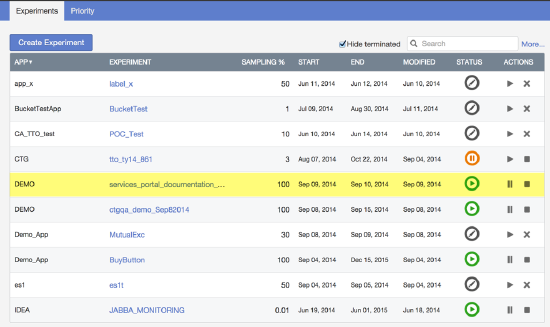 Experiments Priority
Create Experiment Hide terminated Search More...
APP EXPERIMENT SAMPLING % START END MODIFIED STATUS ACTIONS
app_x label_x 50 Jun 11, 2014 Jun 12, 2014 Jun 10, 2014
BucketTestApp BucketTest 1 Jul 09, 2014 Aug 30, 2014 Jul 11, 2014
CA_TTO_test POC_Test 10 Jun 10, 2014 Jun 14, 2014 Jun 10, 2014
CTG tto_ty14_861 3 Aug 07, 2014 Oct 22, 2014 Sep 04, 2014
DEMO services_portal_documentation_... 100 Sep 09, 2014 Sep 10, 2014 Sep 09, 2014
DEMO ctgqa_demo_Sep82014 100 Sep 08, 2014 Sep 15, 2014 Sep 08, 2014
Demo_App MutualExc 30 Sep 08, 2014 Sep 09, 2014 Sep 08, 2014
Demo_App BuyButton 100 Sep 04, 2014 Dec 15, 2015 Sep 04, 2014
es1 es1t 50 Sep 04, 2014 Sep 05, 2014 Sep 04, 2014
IDEA JABBA_MONITORING 0.01 Jun 19, 2014 Jun 01, 2015 Jun 18, 2014